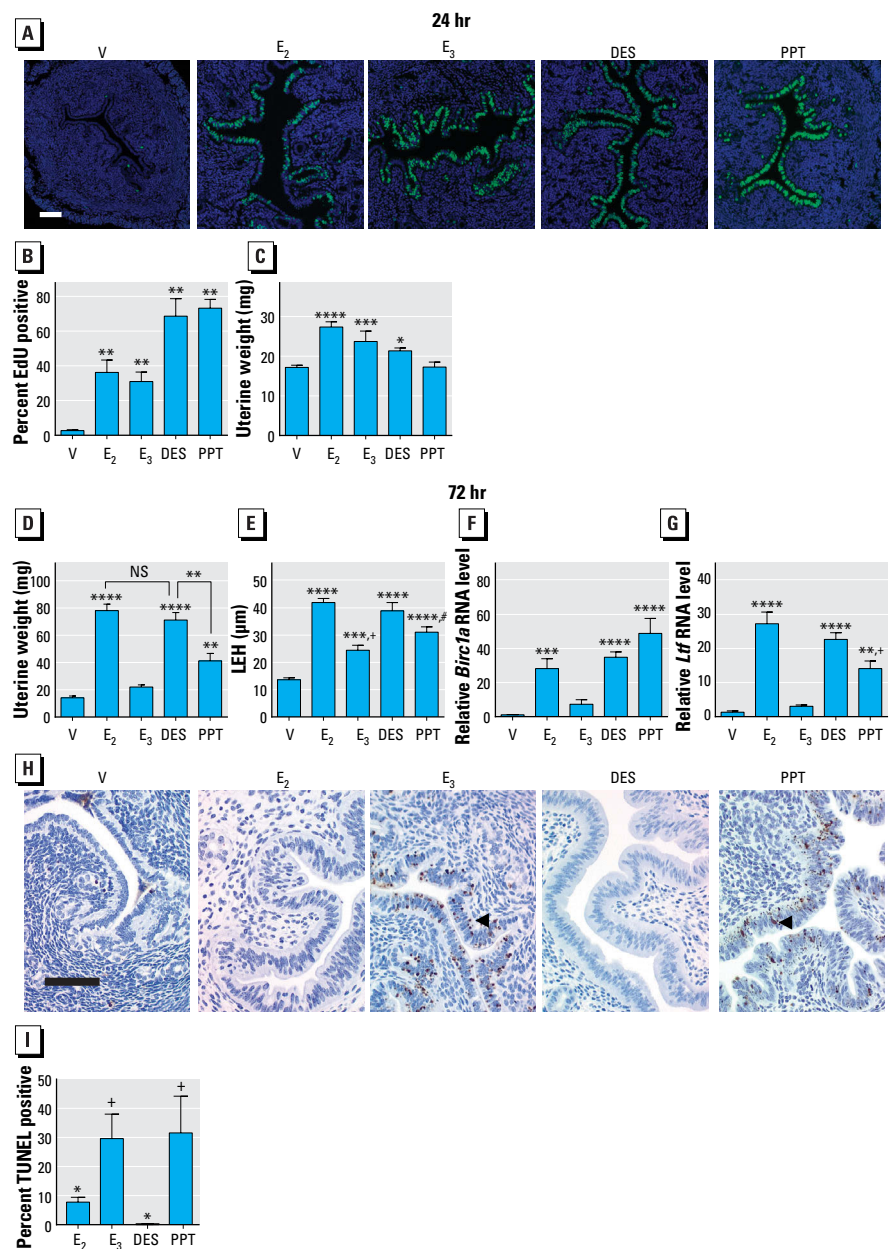 24 hr
A
V E₂ E₃ DES PPT
B
Percent EdU positive
80
60
40
20
0
** ** ** **
V E₂ E₃ DES PPT
C
Uterine weight (mg)
30
20
10
0
**** *** *
V E₂ E₃ DES PPT
72 hr
D
Uterine weight (mg)
100
80
60
40
20
0
NS
**
**** **** **
V E₂ E₃ DES PPT
E
LEH (µm)
50
40
30
20
10
0
**** ***,+ **** ****,#
V E₂ E₃ DES PPT
F
Relative Birc1a RNA level
80
60
40
20
0
*** **** ****
V E₂ E₃ DES PPT
G
Relative Ltf RNA level
40
30
20
10
0
**** **** **,+
V E₂ E₃ DES PPT
H
V E₂ E₃ DES PPT
I
Percent TUNEL positive
50
40
30
20
10
0
* + * +
E₂ E₃ DES PPT